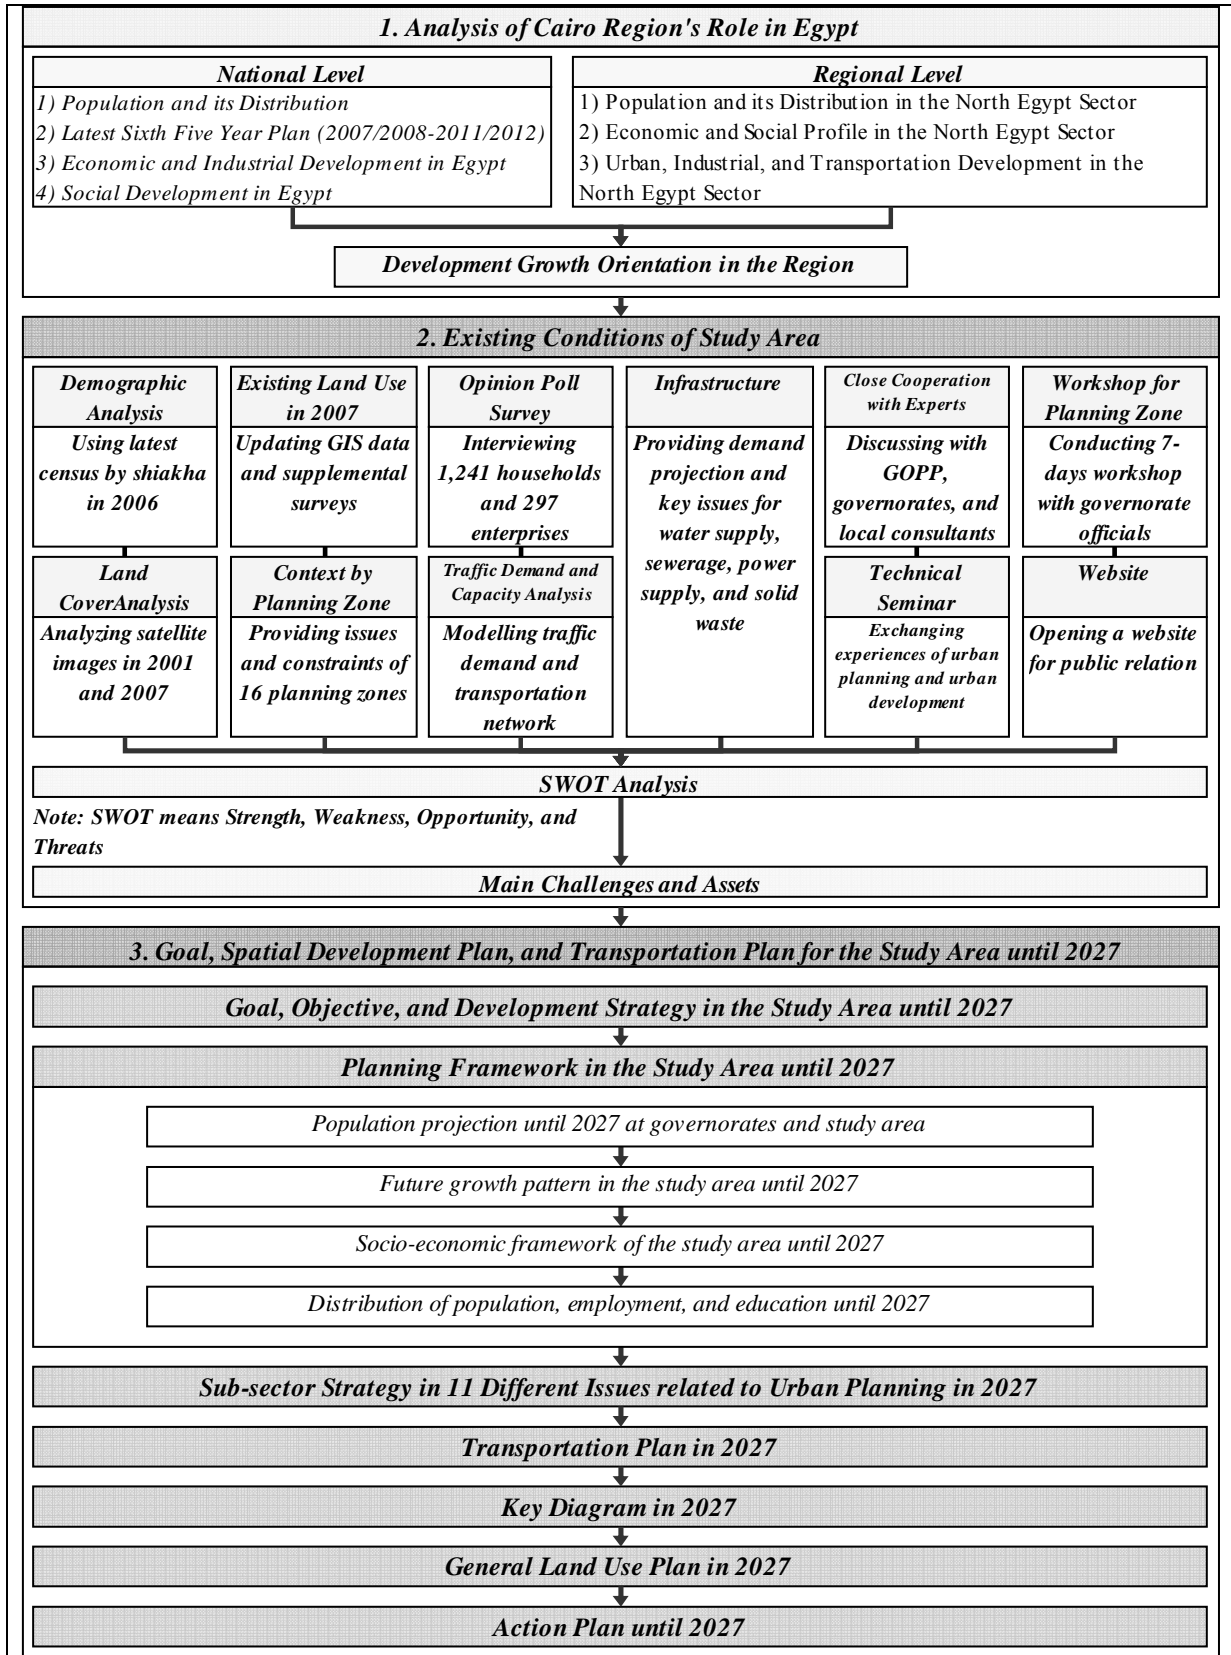 1. Analysis of Cairo Region's Role in Egypt
National Level
1) Population and its Distribution
2) Latest Sixth Five Year Plan (2007/2008-2011/2012)
3) Economic and Industrial Development in Egypt
4) Social Development in Egypt
Regional Level
1) Population and its Distribution in the North Egypt Sector
2) Economic and Social Profile in the North Egypt Sector
3) Urban, Industrial, and Transportation Development in the
North Egypt Sector
Development Growth Orientation in the Region
2. Existing Conditions of Study Area
Demographic
Analysis
Using latest
census by shiakha
in 2006
Land
CoverAnalysis
Analyzing satellite
images in 2001
and 2007
Existing Land Use
in 2007
Updating GIS data
and supplemental
surveys
Context by
Planning Zone
Providing issues
and constraints of
16 planning zones
Opinion Poll
Survey
Interviewing
1,241 households
and 297
enterprises
Traffic Demand and
Capacity Analysis
Modelling traffic
demand and
transportation
network
Infrastructure
Providing demand
projection and
key issues for
water supply,
sewerage, power
supply, and solid
waste
Close Cooperation
with Experts
Discussing with
GOPP,
governorates, and
local consultants
Technical
Seminar
Exchanging
experiences of urban
planning and urban
development
Workshop for
Planning Zone
Conducting 7-
days workshop
with governorate
officials
Website
Opening a website
for public relation
SWOT Analysis
Note: SWOT means Strength, Weakness, Opportunity, and
Threats
Main Challenges and Assets
3. Goal, Spatial Development Plan, and Transportation Plan for the Study Area until 2027
Goal, Objective, and Development Strategy in the Study Area until 2027
Planning Framework in the Study Area until 2027
Population projection until 2027 at governorates and study area
Future growth pattern in the study area until 2027
Socio-economic framework of the study area until 2027
Distribution of population, employment, and education until 2027
Sub-sector Strategy in 11 Different Issues related to Urban Planning in 2027
Transportation Plan in 2027
Key Diagram in 2027
General Land Use Plan in 2027
Action Plan until 2027